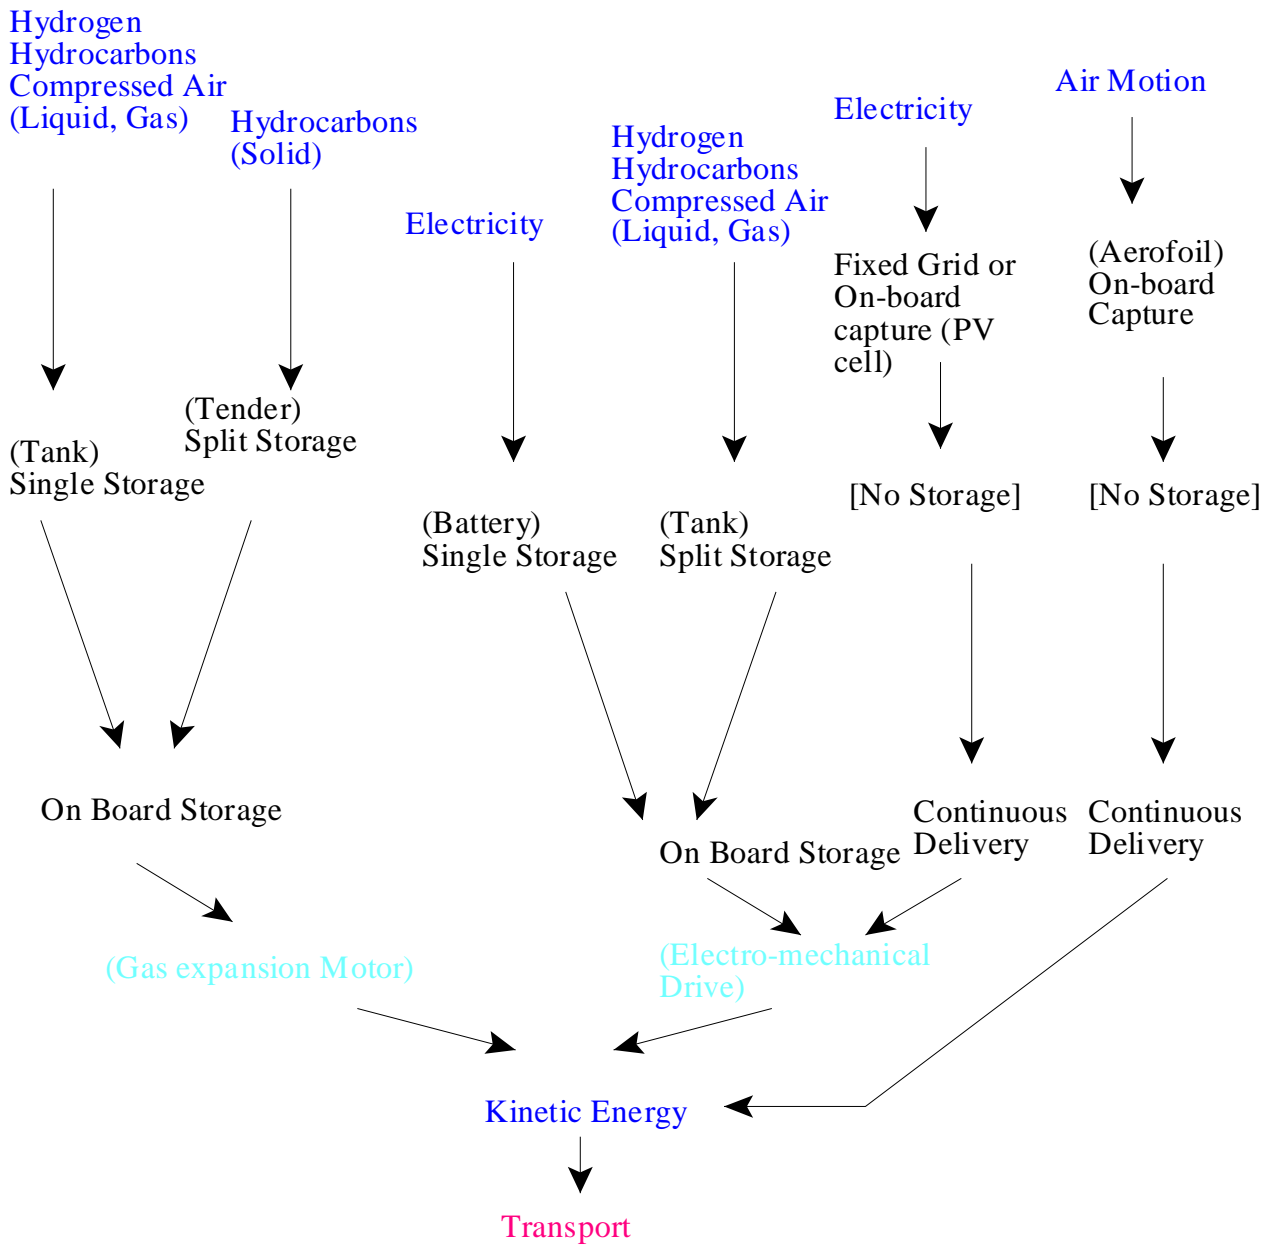 Hydrogen
Hydrocarbons
Compressed Air
(Liquid, Gas)
Hydrocarbons
(Solid)
Electricity
Hydrogen
Hydrocarbons
Compressed Air
(Liquid, Gas)
Electricity
Air Motion
Fixed Grid or
On-board
capture (PV
cell)
(Aerofoil)
On-board
Capture
(Tank)
Single Storage
(Tender)
Split Storage
(Battery)
Single Storage
(Tank)
Split Storage
[No Storage]
[No Storage]
On Board Storage
On Board Storage
Continuous
Delivery
Continuous
Delivery
(Gas expansion Motor)
(Electro-mechanical
Drive)
Kinetic Energy
Transport